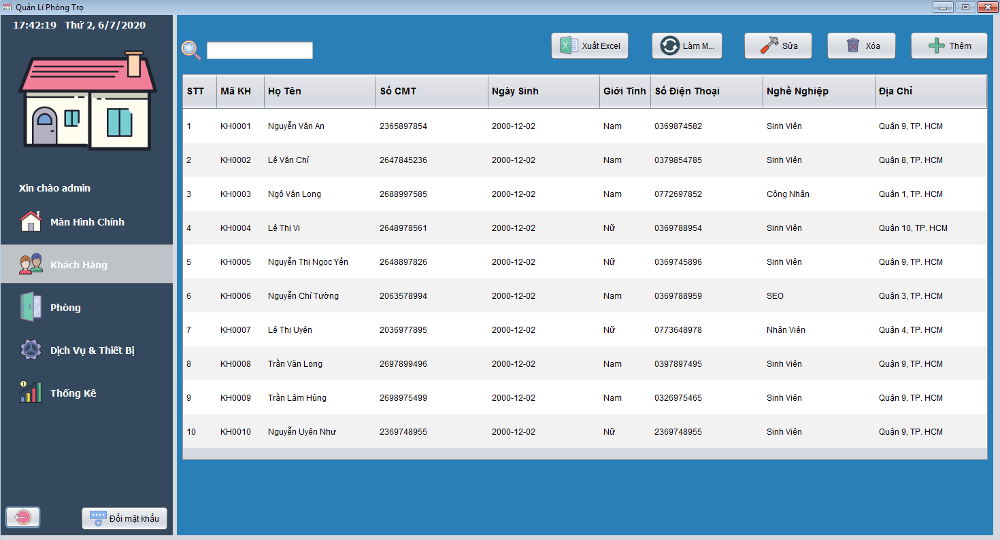 Quản Lí Phòng Trọ
17:42:19 Thứ 2, 6/7/2020
Xuất Excel
Làm M...
Sửa
Xóa
Thêm
Xin chào admin
Màn Hình Chính
Khách Hàng
Phòng
Dịch Vụ & Thiết Bị
Thống Kê
Đổi mật khẩu
STT Mã KH Họ Tên Số CMT Ngày Sinh Giới Tính Số Điện Thoại Nghề Nghiệp Địa Chỉ
1 KH0001 Nguyễn Văn An 2365897854 2000-12-02 Nam 0369874582 Sinh Viên Quận 9, TP. HCM
2 KH0002 Lê Văn Chí 2647845236 2000-12-02 Nam 0379854785 Sinh Viên Quận 8, TP. HCM
3 KH0003 Ngô Văn Long 2688997585 2000-12-02 Nam 0772697852 Công Nhân Quận 1, TP. HCM
4 KH0004 Lê Thị Vi 2648978561 2000-12-02 Nữ 0369788954 Sinh Viên Quận 10, TP. HCM
5 KH0005 Nguyễn Thị Ngọc Yến 2648897826 2000-12-02 Nữ 0369745896 Sinh Viên Quận 9, TP. HCM
6 KH0006 Nguyễn Chí Tường 2063578994 2000-12-02 Nam 0369788959 SEO Quận 3, TP. HCM
7 KH0007 Lê Thị Uyên 2036977895 2000-12-02 Nữ 0773648978 Nhân Viên Quận 4, TP. HCM
8 KH0008 Trần Văn Long 2697899496 2000-12-02 Nam 0397897495 Sinh Viên Quận 9, TP. HCM
9 KH0009 Trần Lâm Hùng 2698975499 2000-12-02 Nam 0326975465 Sinh Viên Quận 9, TP. HCM
10 KH0010 Nguyễn Uyên Như 2369748955 2000-12-02 Nữ 2369748955 Sinh Viên Quận 9, TP. HCM